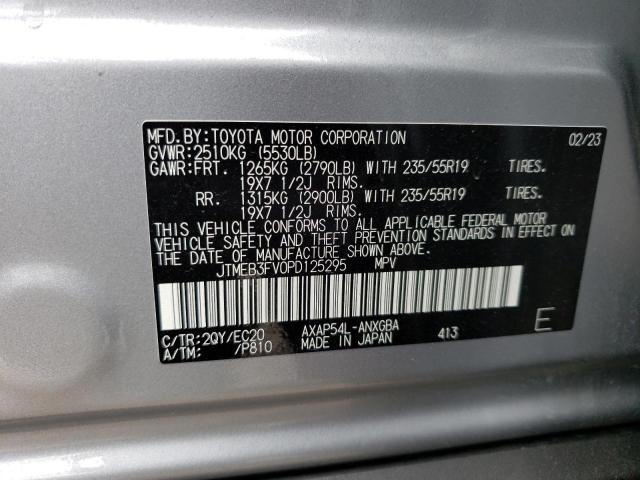 MFD.BY:TOYOTA MOTOR CORPORATION 02/23
GVWR:2510KG (5530LB)
GAWR:FRT. 1265KG (2790LB) WITH 235/55R19 TIRES.
19X7 1/2J RIMS.
RR. 1315KG (2900LB) WITH 235/55R19 TIRES.
19X7 1/2J RIMS.
THIS VEHICLE CONFORMS TO ALL APPLICABLE FEDERAL MOTOR
VEHICLE SAFETY AND THEFT PREVENTION STANDARDS IN EFFECT ON
THE DATE OF MANUFACTURE SHOWN ABOVE.
JTMEB3FV0PD125295 MPV
C/TR:2QY/EC20 AXAP54L-ANXGBA 413 E
A/TM: /P810 MADE IN JAPAN